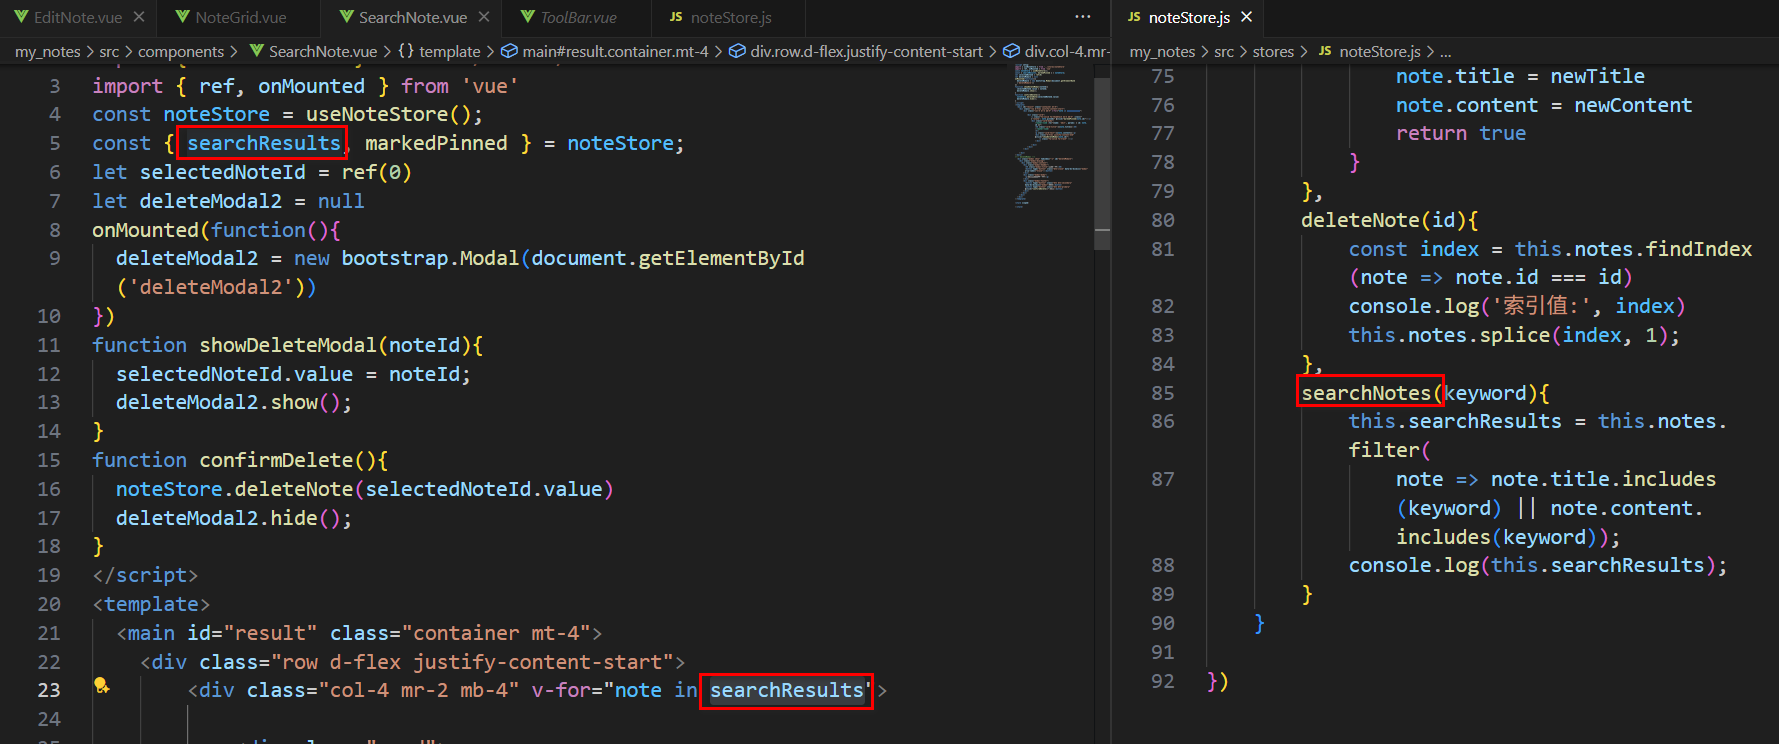 EditNote.vue
NoteGrid.vue
SearchNote.vue
ToolBar.vue
JS noteStore.js
...
my_notes > src > components > SearchNote.vue > {} template > main#result.container.mt-4 > div.row.d-flex.justify-content-start > div.col-4.mr-
3 import { ref, onMounted } from 'vue'
4 const noteStore = useNoteStore();
5 const { searchResults, markedPinned } = noteStore;
6 let selectedNoteId = ref(0)
7 let deleteModal2 = null
8 onMounted(function(){
9 deleteModal2 = new bootstrap.Modal(document.getElementById
('deleteModal2'))
10 })
11 function showDeleteModal(noteId){
12 selectedNoteId.value = noteId;
13 deleteModal2.show();
14 }
15 function confirmDelete(){
16 noteStore.deleteNote(selectedNoteId.value)
17 deleteModal2.hide();
18 }
19 </script>
20 <template>
21 <main id="result" class="container mt-4">
22 <div class="row d-flex justify-content-start">
23 <div class="col-4 mr-2 mb-4" v-for="note in searchResults">
24
JS noteStore.js
my_notes > src > stores > JS noteStore.js > ...
75 note.title = newTitle
76 note.content = newContent
77 return true
78 }
79 },
80 deleteNote(id){
81 const index = this.notes.findIndex
(note => note.id === id)
82 console.log('索引值:', index)
83 this.notes.splice(index, 1);
84 },
85 searchNotes(keyword){
86 this.searchResults = this.notes.
filter(
87 note => note.title.includes
(keyword) || note.content.
includes(keyword));
88 console.log(this.searchResults);
89 }
90 }
91
92 })